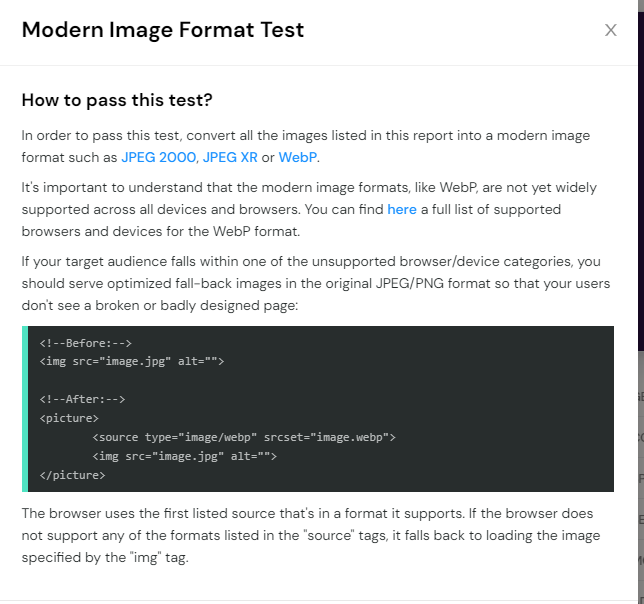 Modern Image Format Test
How to pass this test?
In order to pass this test, convert all the images listed in this report into a modern image
format such as JPEG 2000, JPEG XR or WebP.
It's important to understand that the modern image formats, like WebP, are not yet widely
supported across all devices and browsers. You can find here a full list of supported
browsers and devices for the WebP format.
If your target audience falls within one of the unsupported browser/device categories, you
should serve optimized fall-back images in the original JPEG/PNG format so that your users
don't see a broken or badly designed page:
<!--Before:-->
<img src="image.jpg" alt="">
<!--After:-->
<picture>
<source type="image/webp" srcset="image.webp">
<img src="image.jpg" alt="">
</picture>
The browser uses the first listed source that's in a format it supports. If the browser does
not support any of the formats listed in the "source" tags, it falls back to loading the image
specified by the "img" tag.